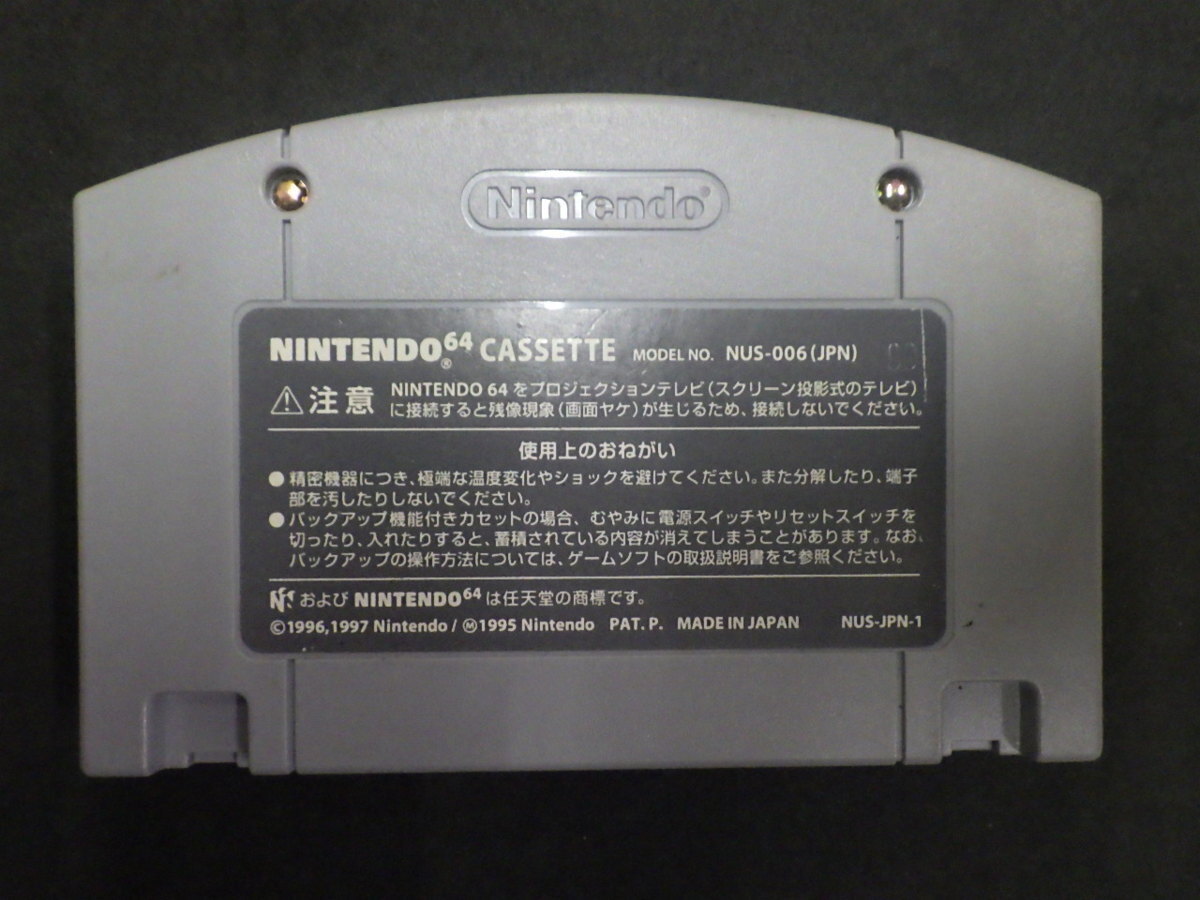 Nintendo®
NINTENDO®64 CASSETTE MODEL NO. NUS-006(JPN)
注意 NINTENDO 64をプロジェクションテレビ(スクリーン投影式のテレビ)
に接続すると残像現象(画面ヤケ)が生じるため、接続しないでください。
使用上のおねがい
●精密機器につき、極端な温度変化やショックを避けてください。また分解したり、端子
部を汚したりしないでください。
●バックアップ機能付きカセットの場合、むやみに電源スイッチやリセットスイッチを
切ったり、入れたりすると、蓄積されている内容が消えてしまうことがあります。なお、
バックアップの操作方法については、ゲームソフトの取扱説明書をご参照ください。
および NINTENDO64 は任天堂の商標です。
©1996,1997 Nintendo/Ⓜ1995 Nintendo PAT.P. MADE IN JAPAN NUS-JPN-1